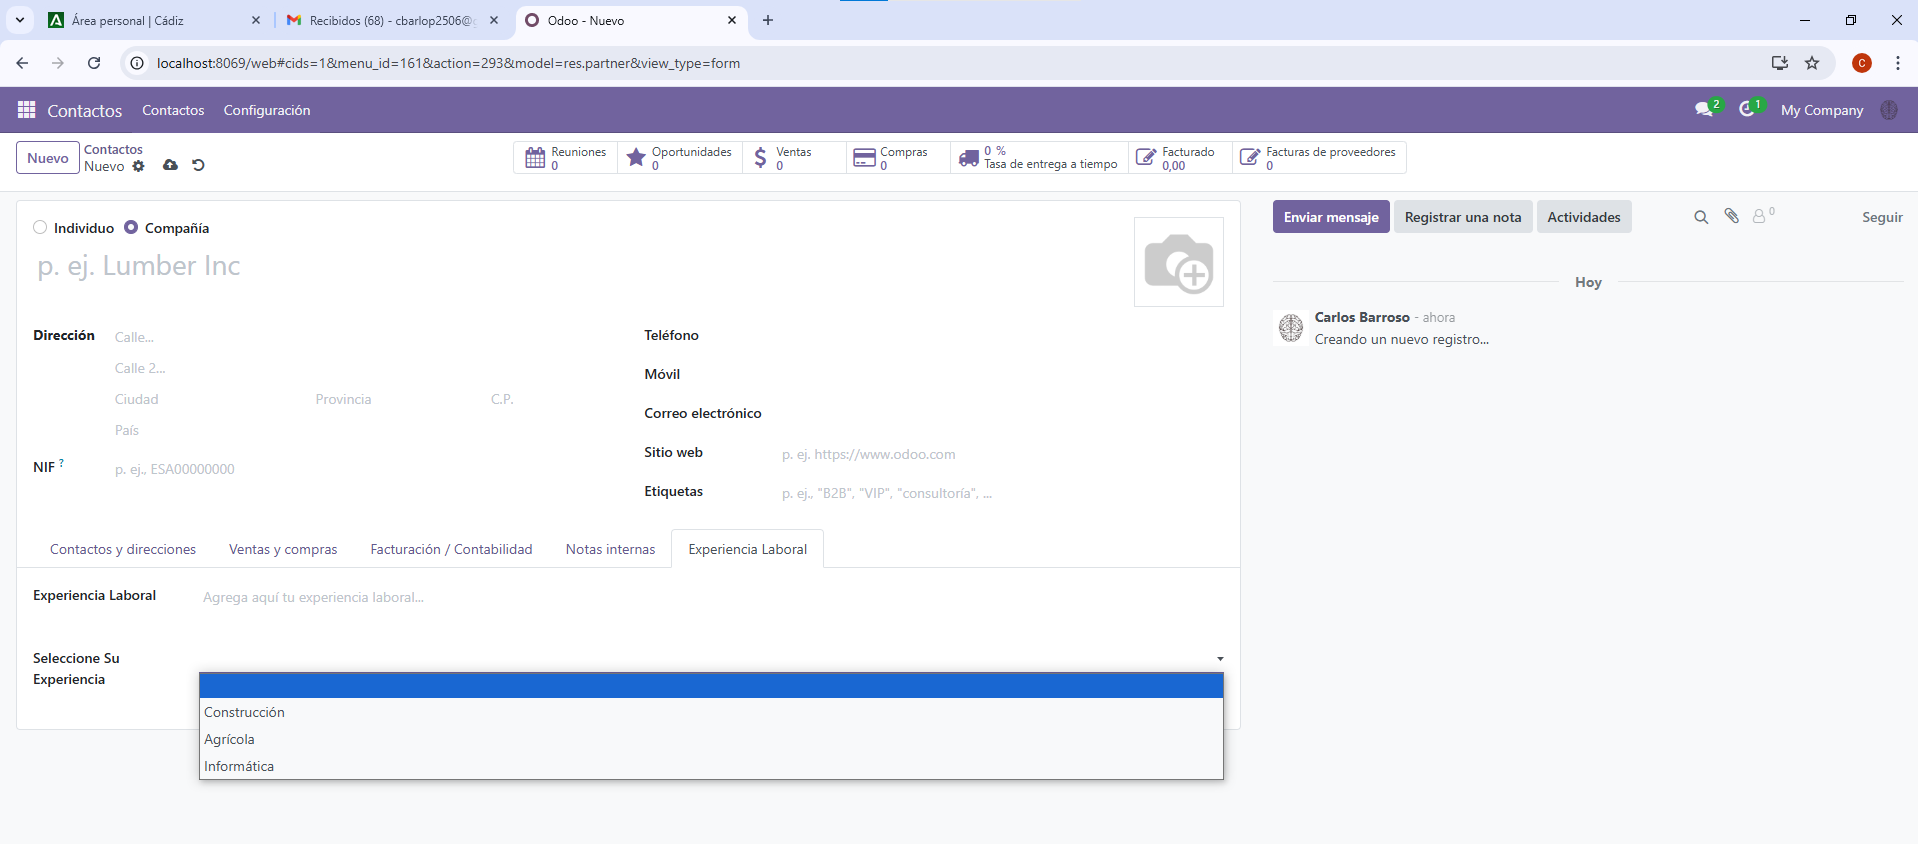 Área personal | Cádiz
Recibidos (68) - cbarlop2506@
Odoo - Nuevo
localhost:8069/web#cids=1&menu_id=161&action=293&model=res.partner&view_type=form
C
Contactos Contactos Configuración
2 1 My Company
Nuevo
Contactos
Nuevo
Reuniones
0
Oportunidades
0
Ventas
0
Compras
0
0 %
Tasa de entrega a tiempo
Facturado
0,00
Facturas de proveedores
0
Individuo Compañía
p. ej. Lumber Inc
Dirección
Calle...
Calle 2...
Ciudad Provincia C.P.
País
NIF ?
p. ej., ESA00000000
Teléfono
Móvil
Correo electrónico
Sitio web p. ej. https://www.odoo.com
Etiquetas p. ej., "B2B", "VIP", "consultoría", ...
Contactos y direcciones Ventas y compras Facturación / Contabilidad Notas internas Experiencia Laboral
Experiencia Laboral Agrega aquí tu experiencia laboral...
Seleccione Su
Experiencia
Construcción
Agrícola
Informática
Enviar mensaje Registrar una nota Actividades 0 Seguir
Hoy
Carlos Barroso - ahora
Creando un nuevo registro...